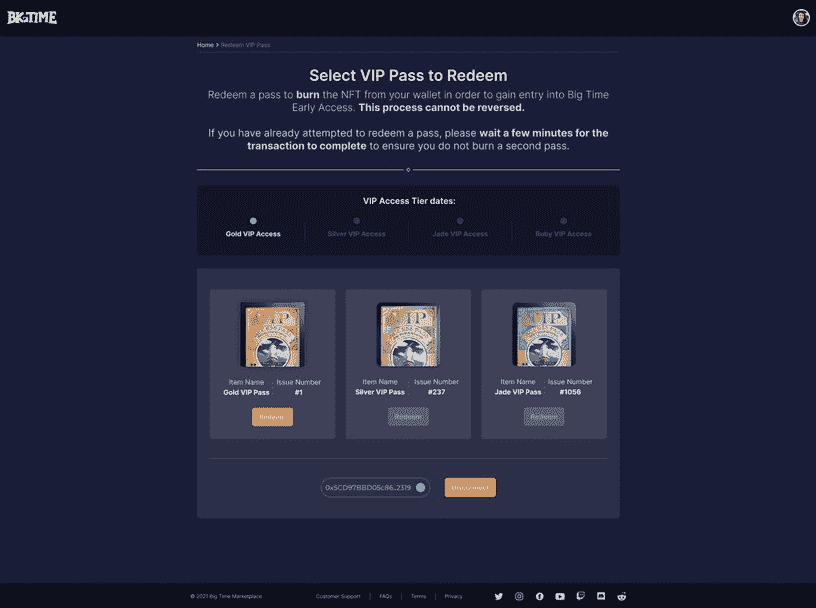 BIGTIME
Home > Redeem VIP Pass
Select VIP Pass to Redeem
Redeem a pass to burn the NFT from your wallet in order to gain entry into Big Time
Early Access. This process cannot be reversed.
If you have already attempted to redeem a pass, please wait a few minutes for the
transaction to complete to ensure you do not burn a second pass.
VIP Access Tier dates:
Gold VIP Access Silver VIP Access Jade VIP Access Ruby VIP Access
VIP VIP VIP
Item Name Issue Number Item Name Issue Number Item Name Issue Number
Gold VIP Pass #1 Silver VIP Pass #237 Jade VIP Pass #1056
Redeem Redeem Redeem
0x5CD97BBD05c86...2319 Disconnect
© 2021 Big Time Marketplace Customer Support FAQs Terms Privacy